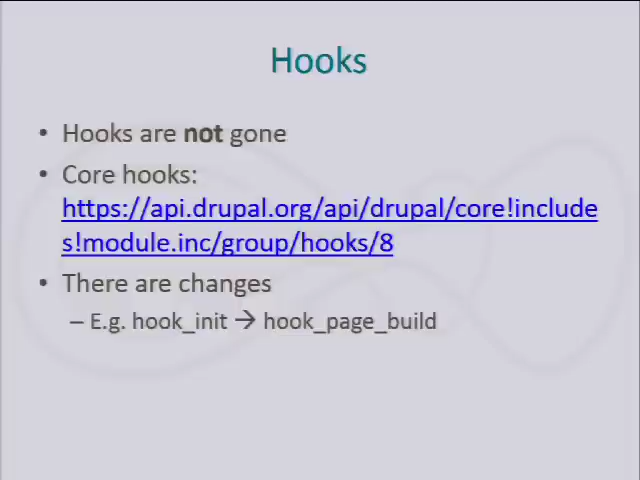 Hooks
• Hooks are not gone
• Core hooks:
https://api.drupal.org/api/drupal/core!include
s!module.inc/group/hooks/8
• There are changes
– E.g. hook_init → hook_page_build